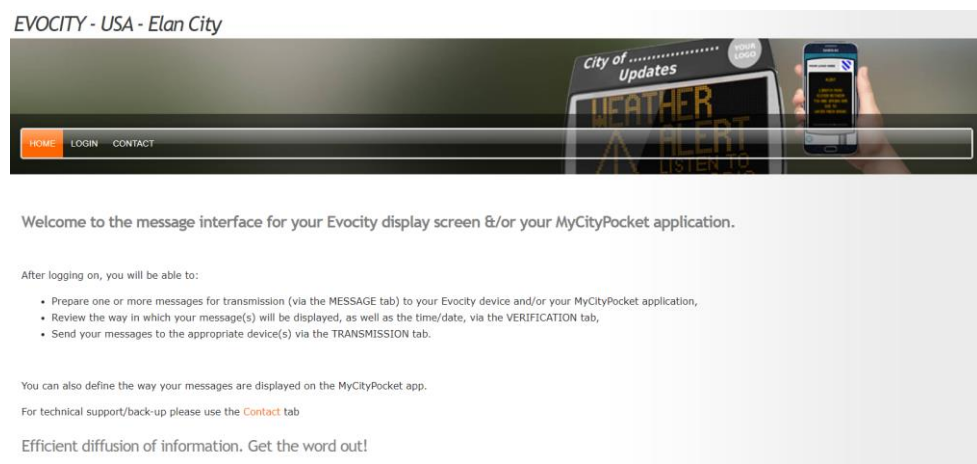 EVOCITY - USA - Elan City
City of ..................
Updates
YOUR
LOGO
WEATHER
ALERT
LISTEN TO
HOME LOGIN CONTACT
Welcome to the message interface for your Evocity display screen &/or your MyCityPocket application.
After logging on, you will be able to:
• Prepare one or more messages for transmission (via the MESSAGE tab) to your Evocity device and/or your MyCityPocket application,
• Review the way in which your message(s) will be displayed, as well as the time/date, via the VERIFICATION tab,
• Send your messages to the appropriate device(s) via the TRANSMISSION tab.
You can also define the way your messages are displayed on the MyCityPocket app.
For technical support/back-up please use the Contact tab
Efficient diffusion of information. Get the word out!